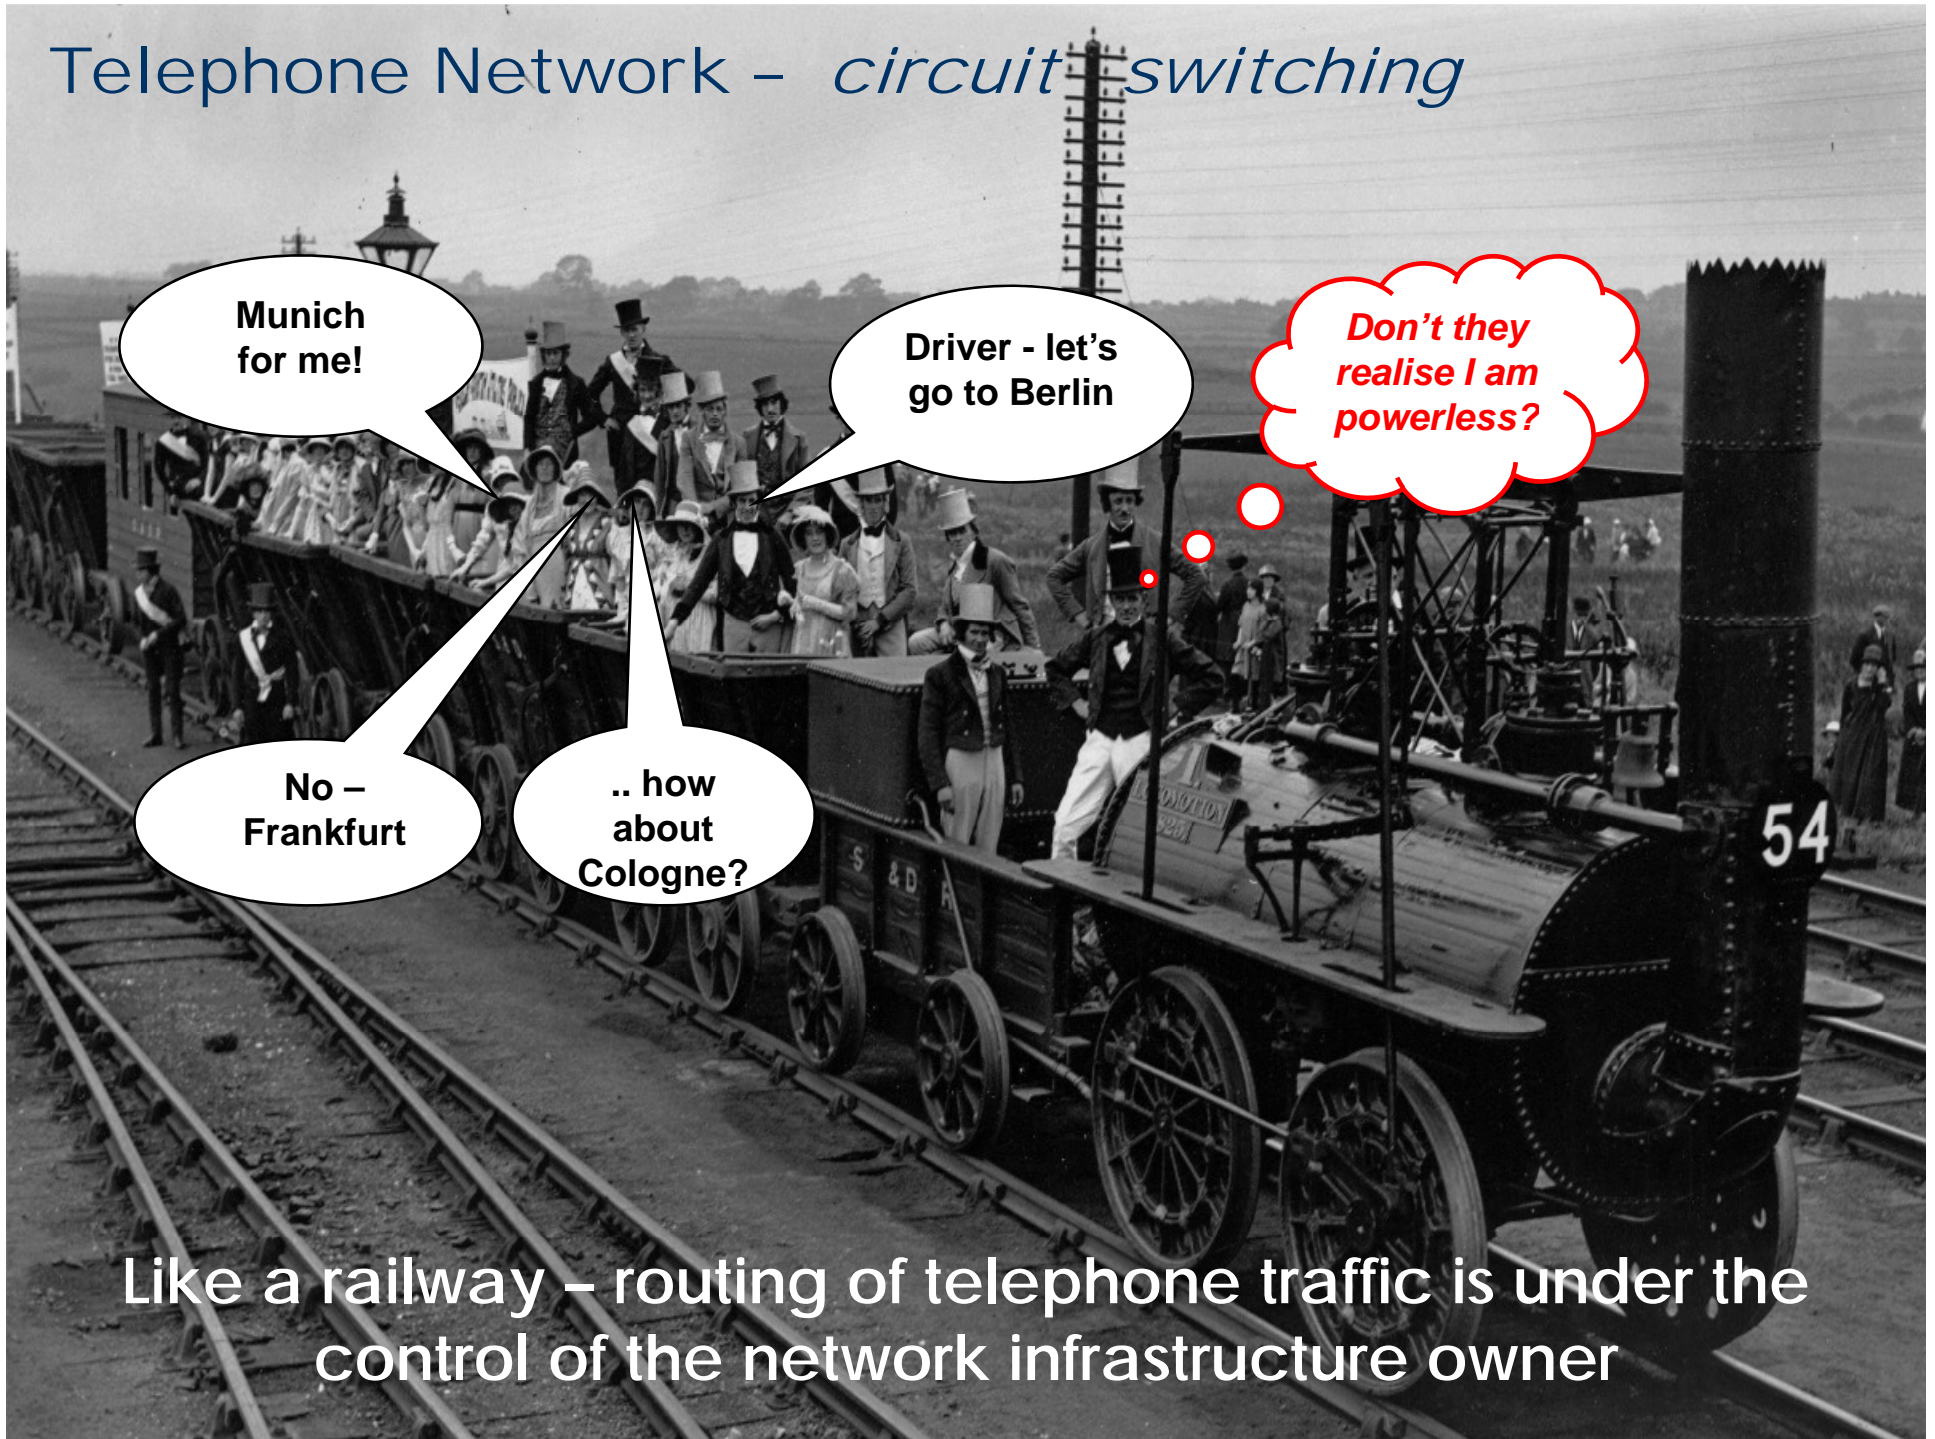 Telephone Network – circuit switching
Munich
for me!
Driver - let's
go to Berlin
Don't they
realise I am
powerless?
No –
Frankfurt
.. how
about
Cologne?
LOCOMOTION
1825
S & D R
54
Like a railway – routing of telephone traffic is under the
control of the network infrastructure owner